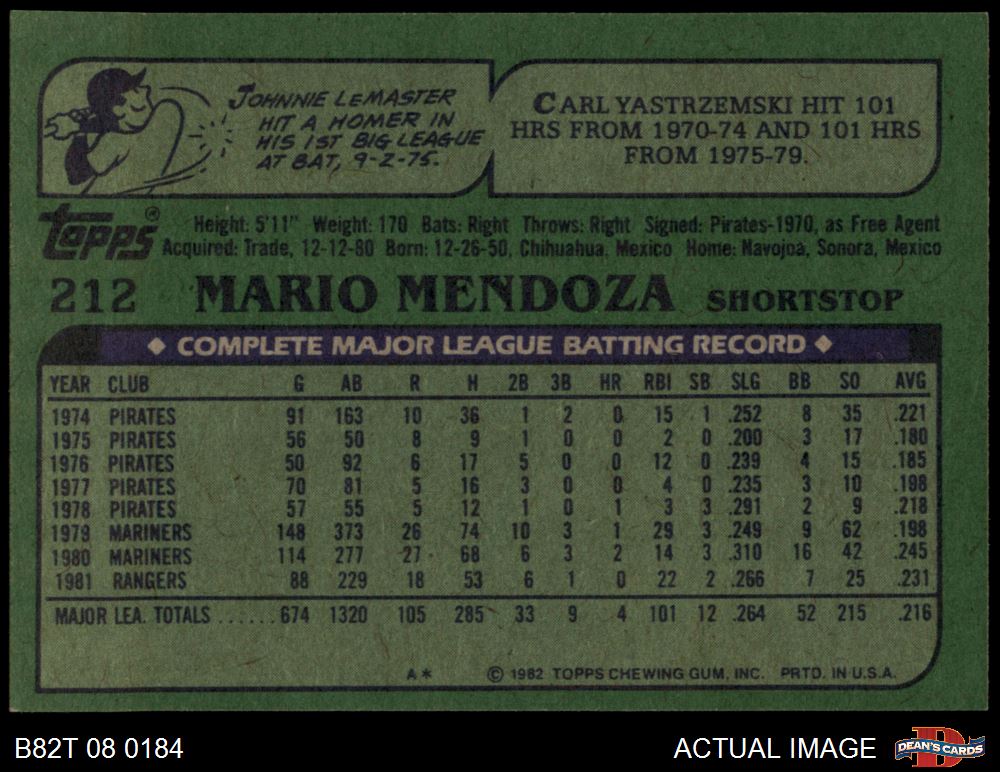 JOHNNIE LEMASTER
HIT A HOMER IN
HIS 1ST BIG LEAGUE
AT BAT, 9-2-75.
CARL YASTRZEMSKI HIT 101
HRS FROM 1970-74 AND 101 HRS
FROM 1975-79.
Topps®
Height: 5'11" Weight: 170 Bats: Right Throws: Right Signed: Pirates-1970, as Free Agent
Acquired: Trade, 12-12-80 Born: 12-26-50, Chihuahua. Mexico Home: Navojoa, Sonora, Mexico
212 MARIO MENDOZA SHORTSTOP
◆ COMPLETE MAJOR LEAGUE BATTING RECORD ◆
YEAR CLUB G AB R H 2B 3B HR RBI SB SLG BB SO AVG
1974 PIRATES 91 163 10 36 1 2 0 15 1 .252 8 35 .221
1975 PIRATES 56 50 8 9 1 0 0 2 0 .200 3 17 .180
1976 PIRATES 50 92 6 17 5 0 0 12 0 .239 4 15 .185
1977 PIRATES 70 81 5 16 3 0 0 4 0 .235 3 10 .198
1978 PIRATES 57 55 5 12 1 0 1 3 3 .291 2 9 .218
1979 MARINERS 148 373 26 74 10 3 1 29 3 .249 9 62 .198
1980 MARINERS 114 277 27 68 6 3 2 14 3 .310 16 42 .245
1981 RANGERS 88 229 18 53 6 1 0 22 2 .266 7 25 .231
MAJOR LEA. TOTALS ......674 1320 105 285 33 9 4 101 12 .264 52 215 .216
A* © 1982 TOPPS CHEWING GUM, INC. PRTD. IN U.S.A.
B82T 08 0184 ACTUAL IMAGE D DEAN'S CARDS